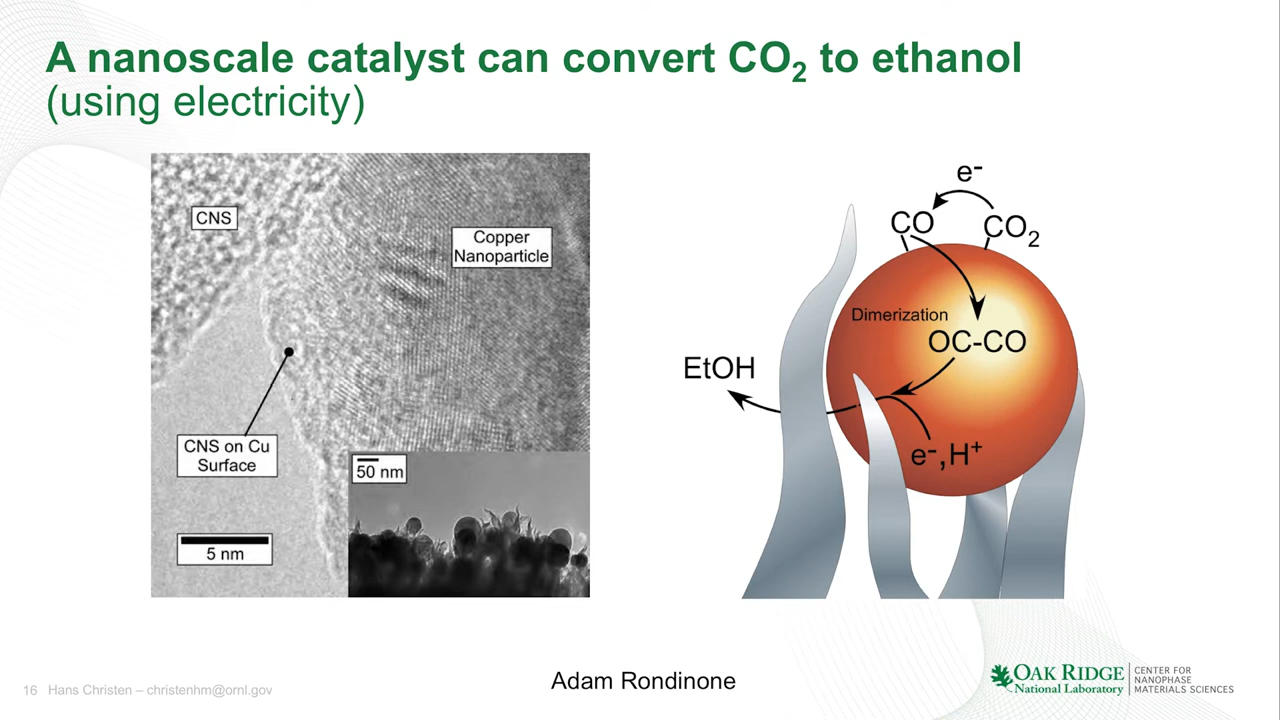 A nanoscale catalyst can convert CO₂ to ethanol
(using electricity)
CNS
Copper
Nanoparticle
CNS on Cu
Surface
5 nm
50 nm
e⁻
CO
CO₂
Dimerization
OC-CO
EtOH
e⁻,H⁺
16 Hans Christen – christenhm@ornl.gov
Adam Rondinone
OAK RIDGE
National Laboratory
CENTER FOR
NANOPHASE
MATERIALS SCIENCES